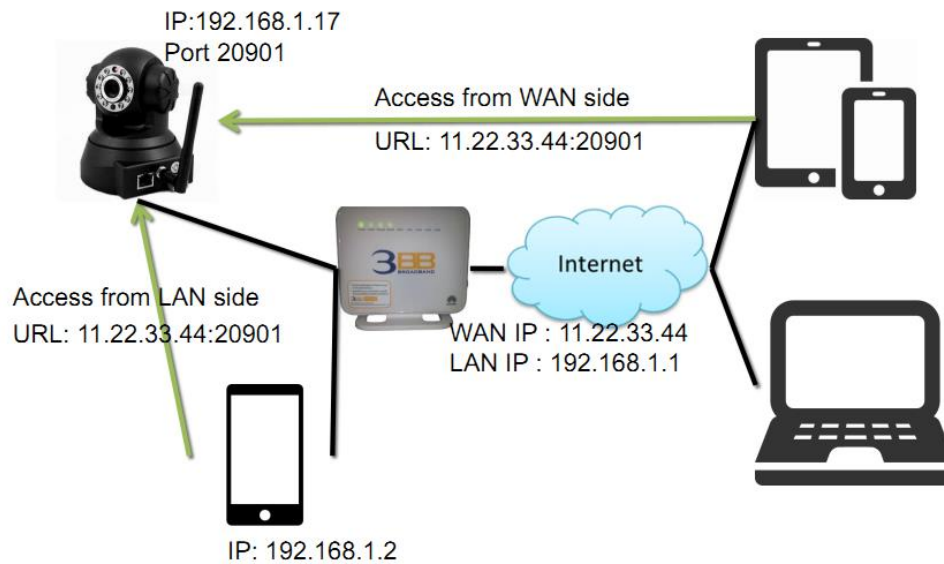 IP:192.168.1.17
Port 20901
Access from WAN side
URL: 11.22.33.44:20901
3BB
BROADBAND
Internet
Access from LAN side
URL: 11.22.33.44:20901
WAN IP : 11.22.33.44
LAN IP : 192.168.1.1
IP: 192.168.1.2